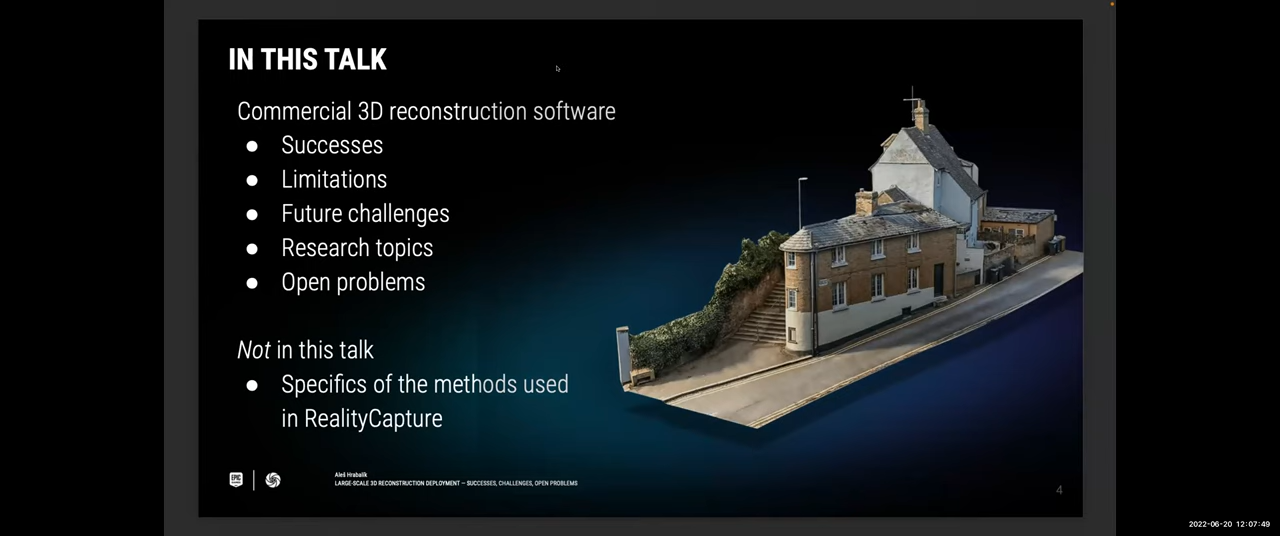 IN THIS TALK
Commercial 3D reconstruction software
● Successes
● Limitations
● Future challenges
● Research topics
● Open problems
Not in this talk
● Specifics of the methods used
in RealityCapture
EPIC
Aleš Hrabalík
LARGE-SCALE 3D RECONSTRUCTION DEPLOYMENT — SUCCESSES, CHALLENGES, OPEN PROBLEMS
4
2022-06-20 12:07:49